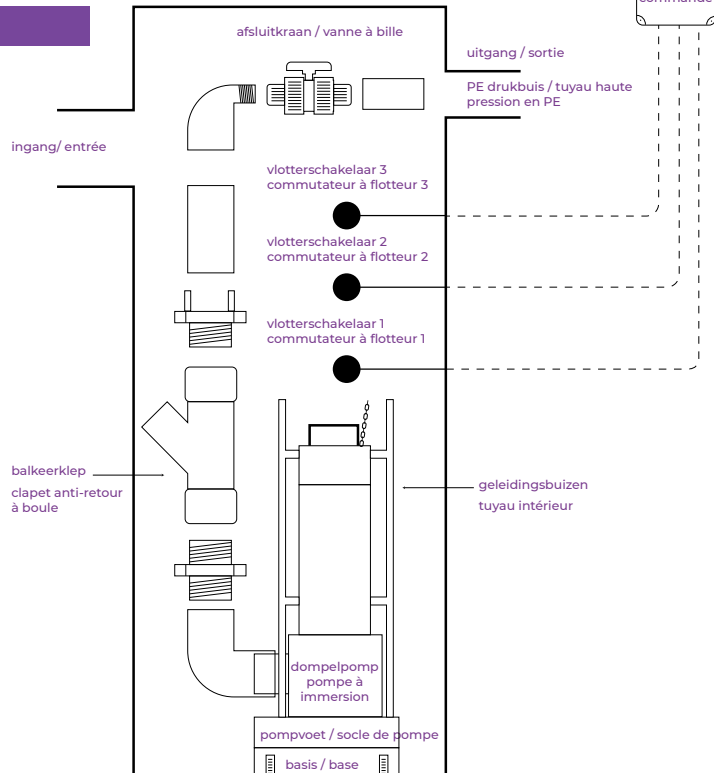 commande
afsluitkraan / vanne à bille
uitgang / sortie
PE drukbuis / tuyau haute
pression en PE
ingang/ entrée
vlotterschakelaar 3
commutateur à flotteur 3
vlotterschakelaar 2
commutateur à flotteur 2
vlotterschakelaar 1
commutateur à flotteur 1
balkeerklep
clapet anti-retour
à boule
geleidingsbuizen
tuyau intérieur
dompelpomp
pompe à
immersion
pompvoet / socle de pompe
basis / base